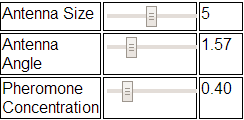 Antenna Size 5
Antenna Angle 1.57
Pheromone Concentration 0.40